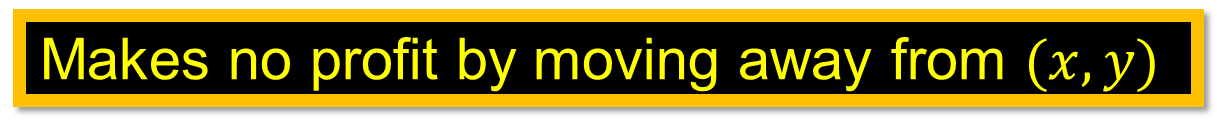 Makes no profit by moving away from (𝑥, 𝑦)